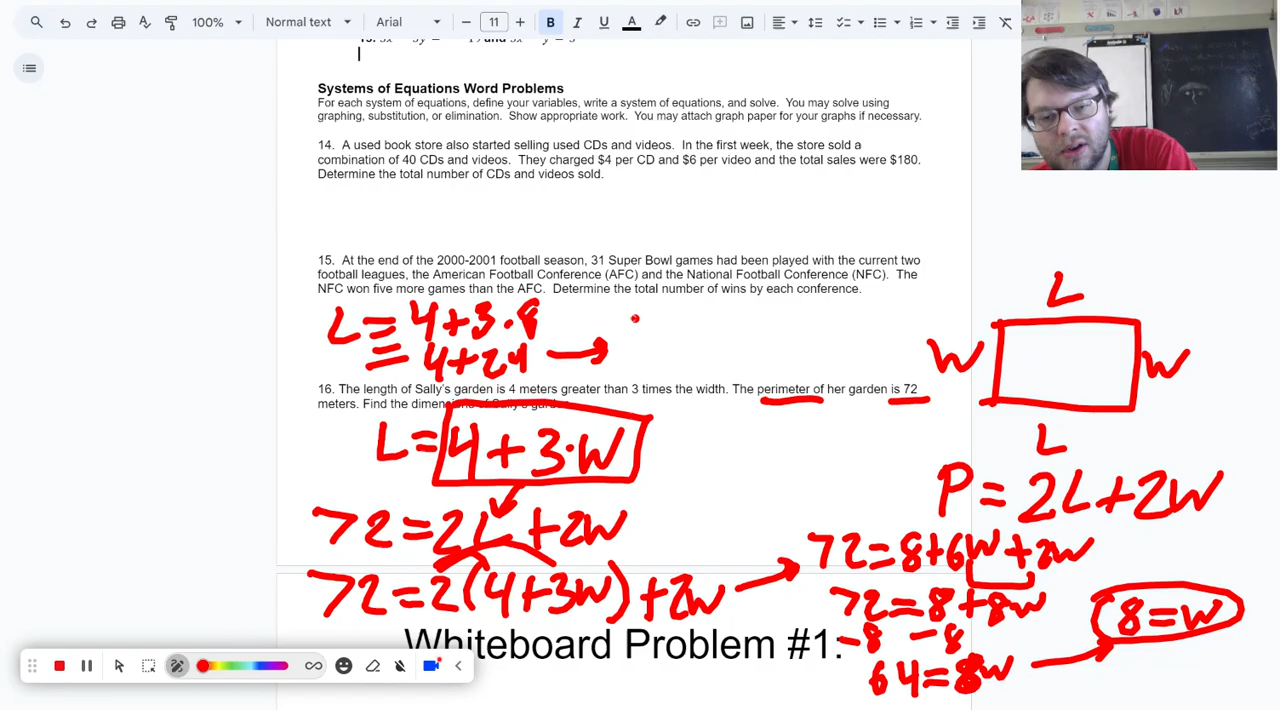 100%
Normal text
Arial
11
B I U A
Systems of Equations Word Problems
For each system of equations, define your variables, write a system of equations, and solve. You may solve using
graphing, substitution, or elimination. Show appropriate work. You may attach graph paper for your graphs if necessary.
14. A used book store also started selling used CDs and videos. In the first week, the store sold a
combination of 40 CDs and videos. They charged $4 per CD and $6 per video and the total sales were $180.
Determine the total number of CDs and videos sold.
15. At the end of the 2000-2001 football season, 31 Super Bowl games had been played with the current two
football leagues, the American Football Conference (AFC) and the National Football Conference (NFC). The
NFC won five more games than the AFC. Determine the total number of wins by each conference.
L = 4+3·8
= 4+24
16. The length of Sally's garden is 4 meters greater than 3 times the width. The perimeter of her garden is 72
meters. Find the dimensions of Sally's garden.
L = 4+3·W
72=2L+2W
72=2(4+3W)+2W
L
W
W
L
P=2L+2W
72=8+6W+2W
72=8+8W
-8 -8
64=8W
8=W
Whiteboard Problem #1: